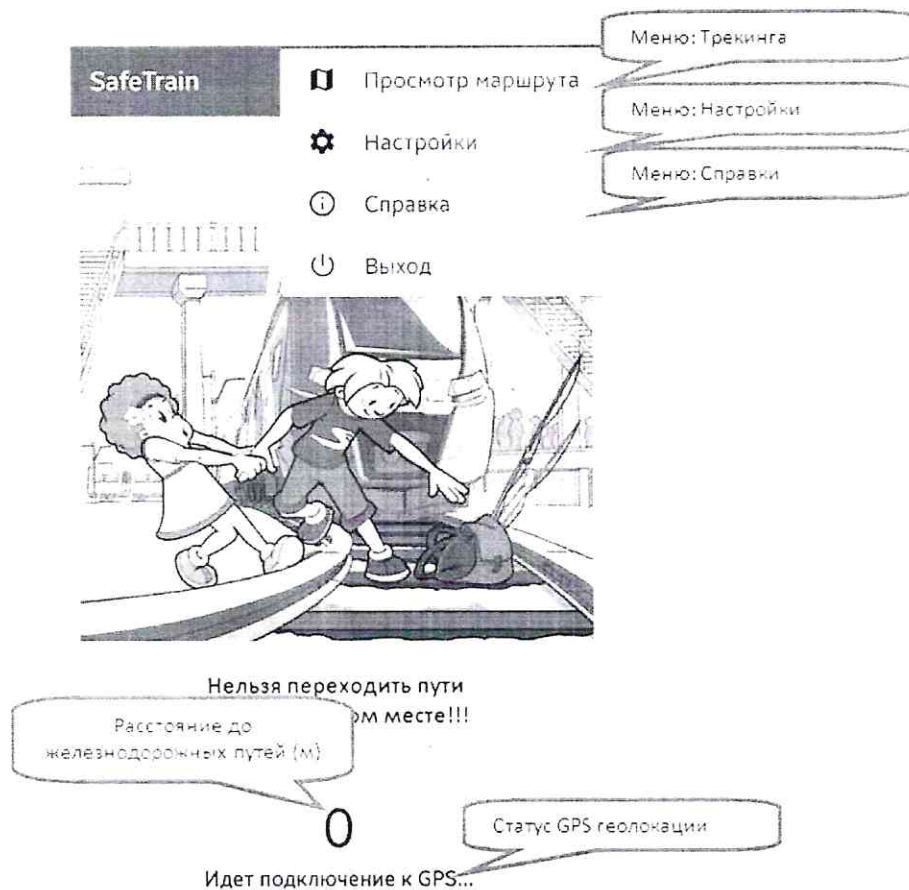 Меню: Трекинга
SafeTrain
Просмотр маршрута
Меню: Настройки
Настройки
Меню: Справки
Справка
Выход
Нельзя переходить пути
ом месте!!!
Расстояние до
железнодорожных путей (м)
0
Статус GPS геолокации
Идет подключение к GPS...